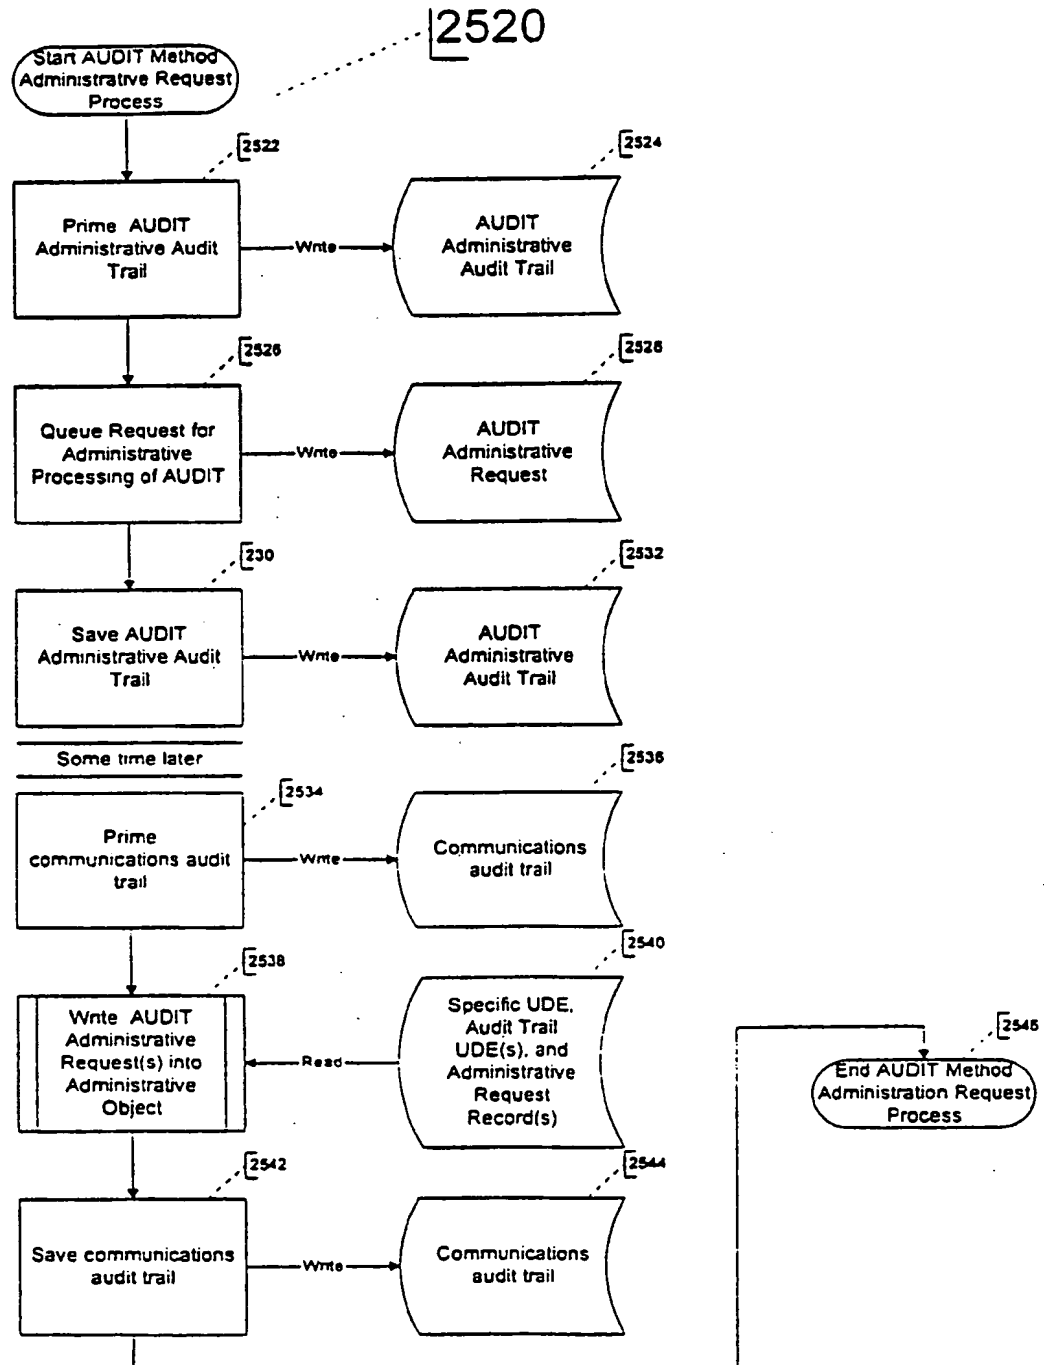 2520
Start AUDIT Method
Administrative Request
Process
2522
Prime AUDIT
Administrative Audit
Trail
Write
2524
AUDIT
Administrative
Audit Trail
2526
Queue Request for
Administrative
Processing of AUDIT
Write
2528
AUDIT
Administrative
Request
230
Save AUDIT
Administrative Audit
Trail
Write
2532
AUDIT
Administrative
Audit Trail
Some time later
2534
Prime
communications audit
trail
Write
2536
Communications
audit trail
2538
Write AUDIT
Administrative
Request(s) into
Administrative
Object
Read
2540
Specific UDE,
Audit Trail
UDE(s), and
Administrative
Request
Record(s)
2542
Save communications
audit trail
Write
2544
Communications
audit trail
2546
End AUDIT Method
Administration Request
Process